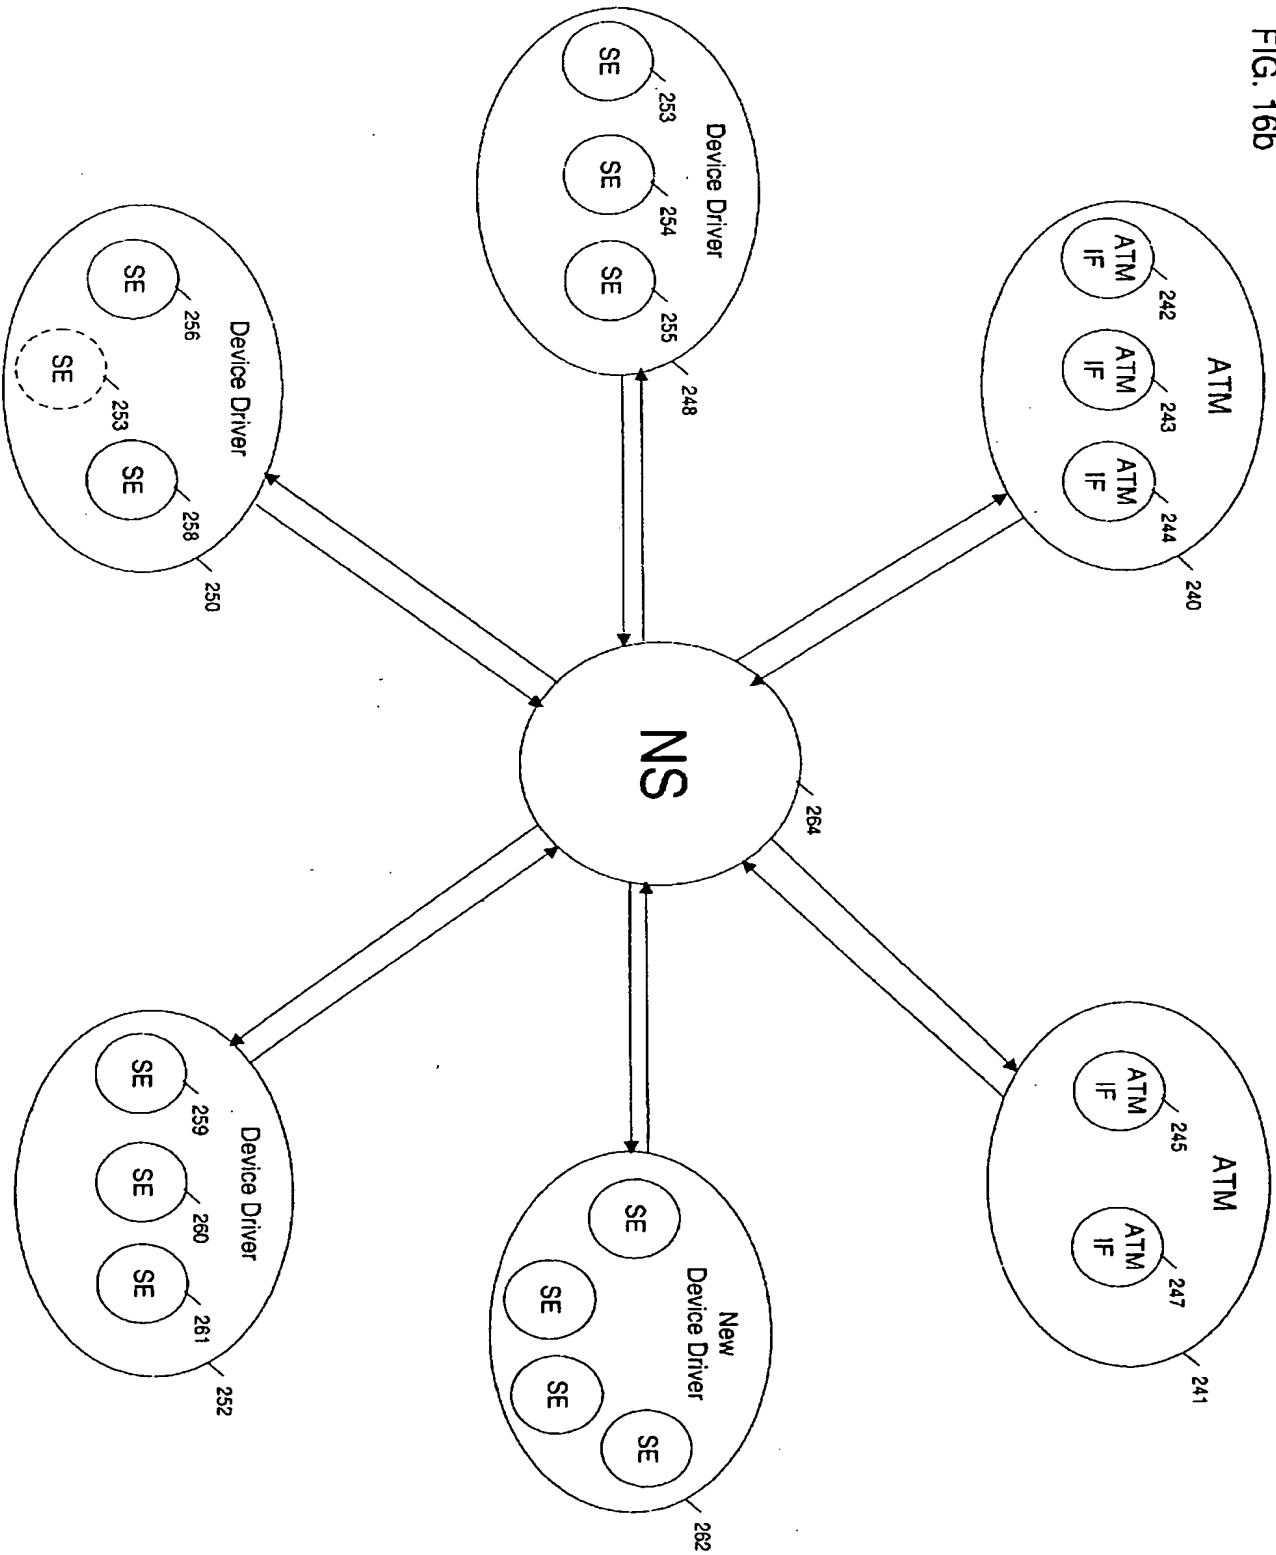 FIG. 16b
ATM
ATM
IF
242
ATM
IF
243
ATM
IF
244
240
ATM
ATM
IF
245
ATM
IF
247
241
Device Driver
SE
253
SE
254
SE
255
248
NS
264
New
Device Driver
SE
SE
SE
SE
262
Device Driver
SE
256
SE
253
SE
258
250
Device Driver
SE
259
SE
260
SE
261
252